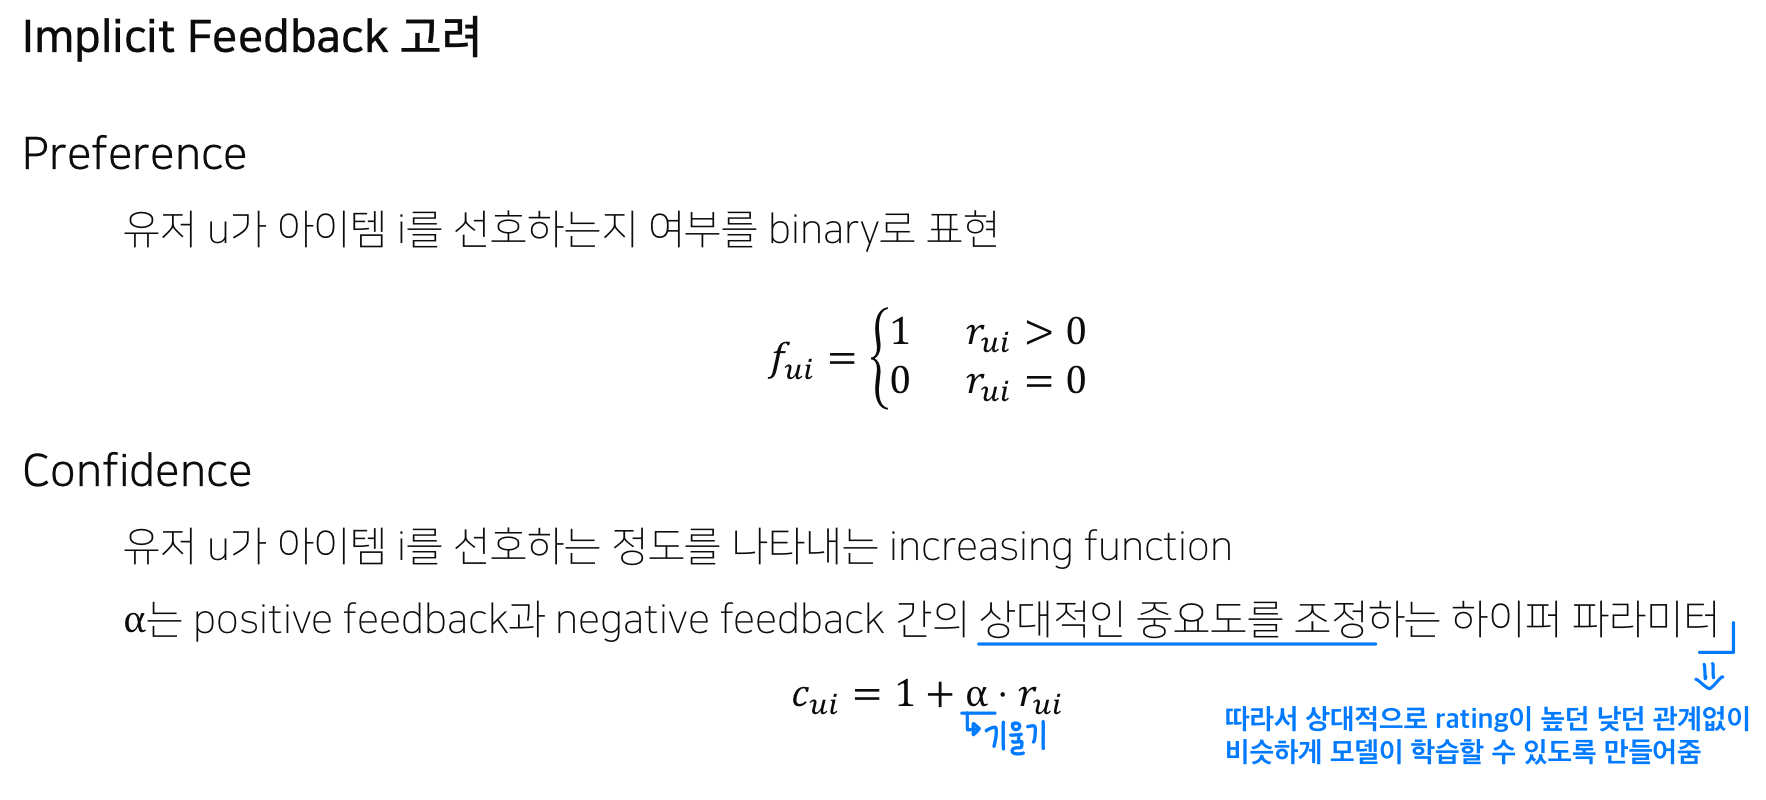 Implicit Feedback 고려
Preference
유저 u가 아이템 i를 선호하는지 여부를 binary로 표현
f_{ui} = { 1 r_{ui} > 0
0 r_{ui} = 0
Confidence
유저 u가 아이템 i를 선호하는 정도를 나타내는 increasing function
α는 positive feedback과 negative feedback 간의 상대적인 중요도를 조정하는 하이퍼 파라미터
c_{ui} = 1 + α · r_{ui}
↳기울기
⇓
따라서 상대적으로 rating이 높던 낮던 관계없이
비슷하게 모델이 학습할 수 있도록 만들어줌